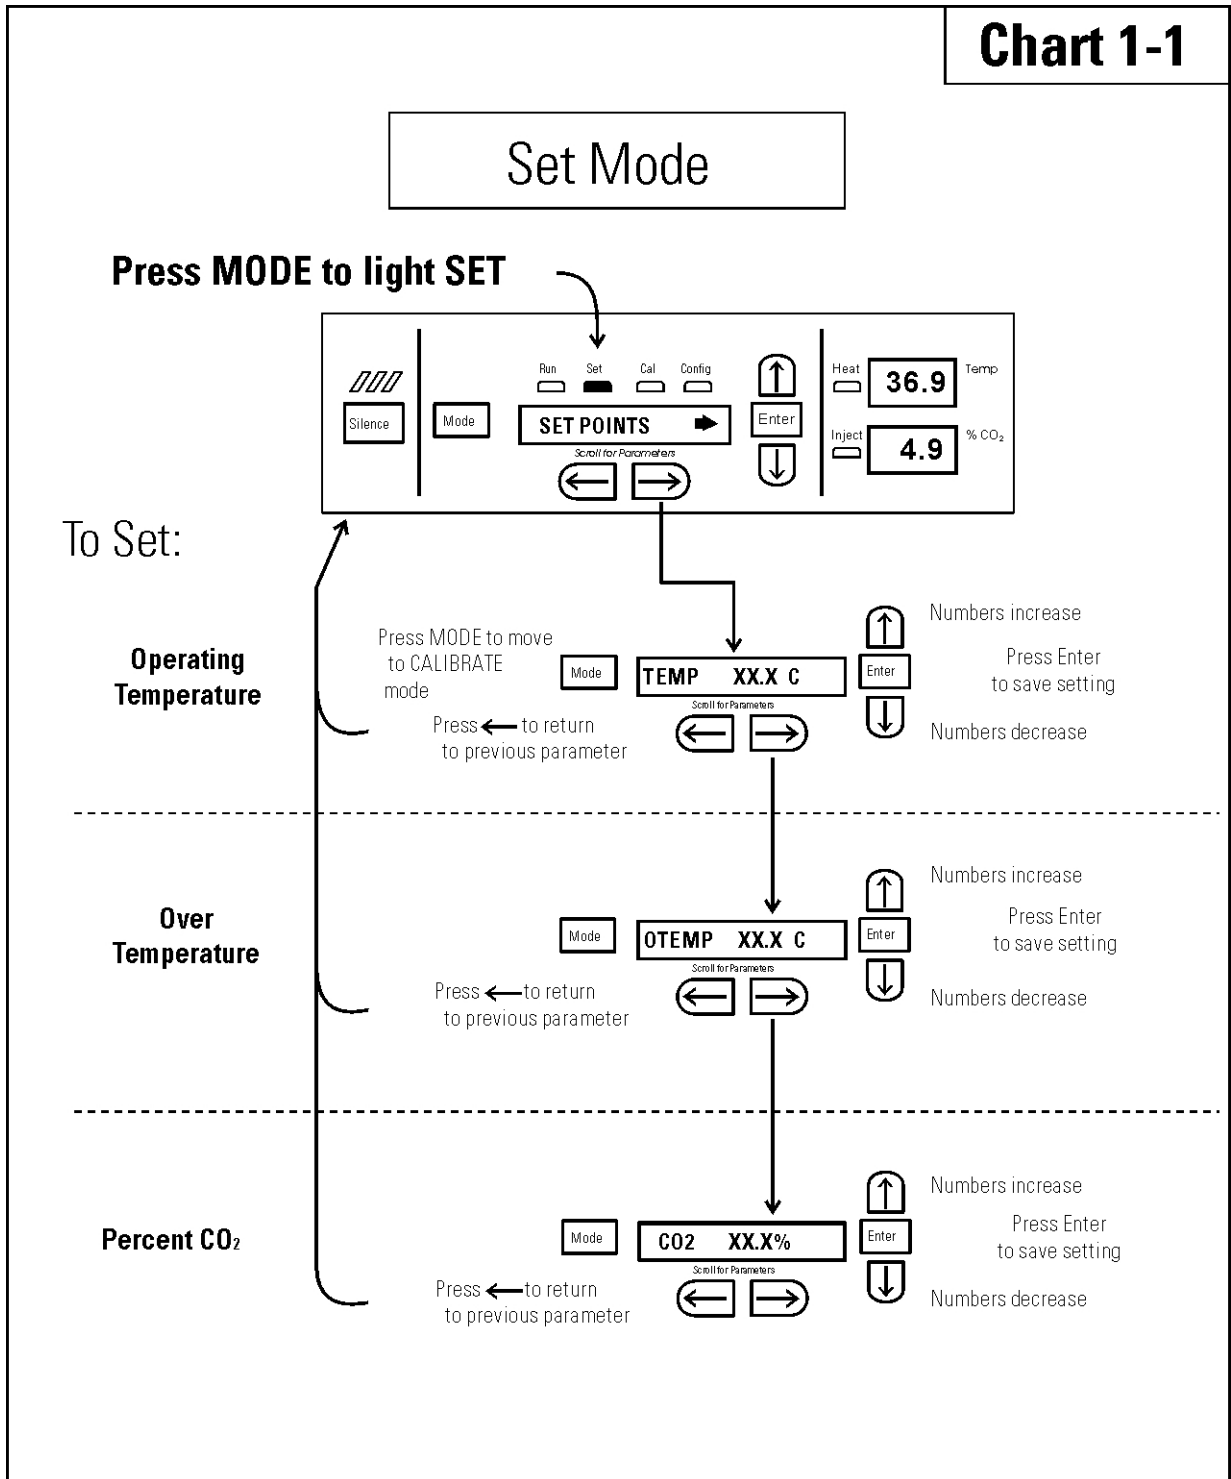 Chart 1-1
Set Mode
Press MODE to light SET
Run Set Cal Config
Silence
Mode
SET POINTS
Scroll for Parameters
Enter
Heat 36.9 Temp
Inject 4.9 % CO₂
To Set:
Operating
Temperature
Press MODE to move
to CALIBRATE
mode
Press ← to return
to previous parameter
Mode
TEMP XX.X C
Scroll for Parameters
Enter
Numbers increase
Press Enter
to save setting
Numbers decrease
Over
Temperature
Press ← to return
to previous parameter
Mode
OTEMP XX.X C
Scroll for Parameters
Enter
Numbers increase
Press Enter
to save setting
Numbers decrease
Percent CO₂
Press ← to return
to previous parameter
Mode
CO2 XX.X%
Scroll for Parameters
Enter
Numbers increase
Press Enter
to save setting
Numbers decrease